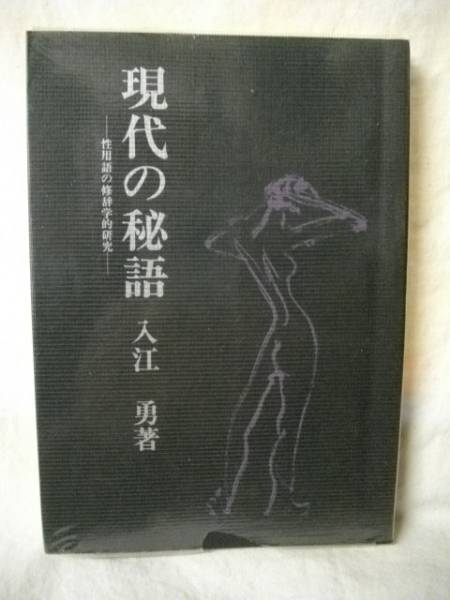 現代の秘語
―性用語の修辞学的研究―
入江 勇著